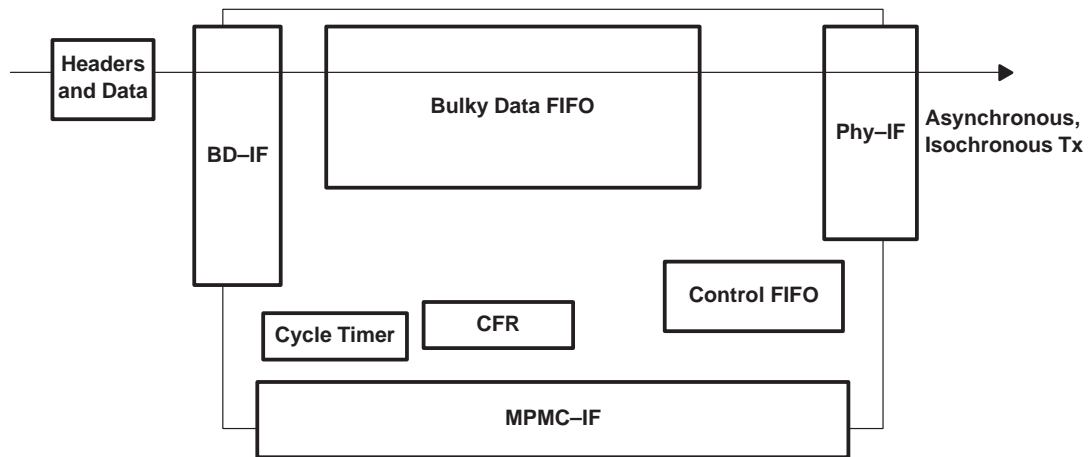 Headers
and Data
BD–IF
Bulky Data FIFO
Phy–IF
Asynchronous,
Isochronous Tx
Control FIFO
CFR
Cycle Timer
MPMC–IF